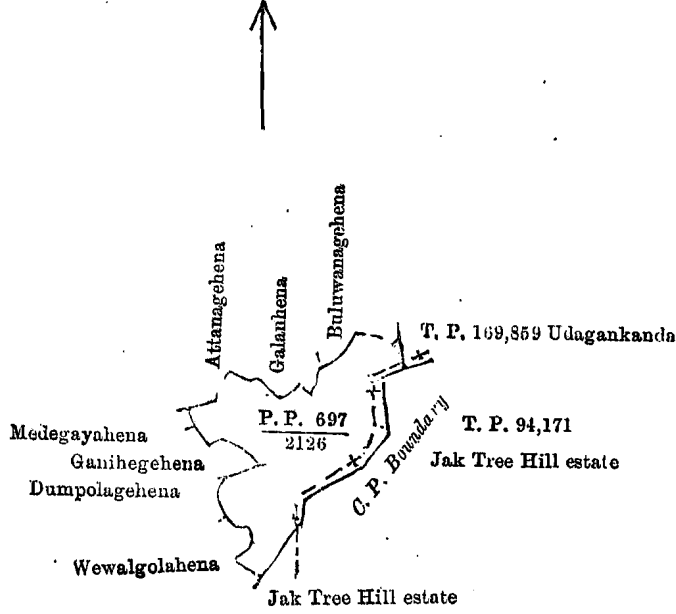 Attanagehena
Galanhena
Buluwanagehena
T. P. 169,859 Udagankanda
P. P. 697
2126
Medegayahena
Ganihegehena
Dumpolagehena
Wewalgolahena
C. P. Boundary
T. P. 94,171
Jak Tree Hill estate
Jak Tree Hill estate